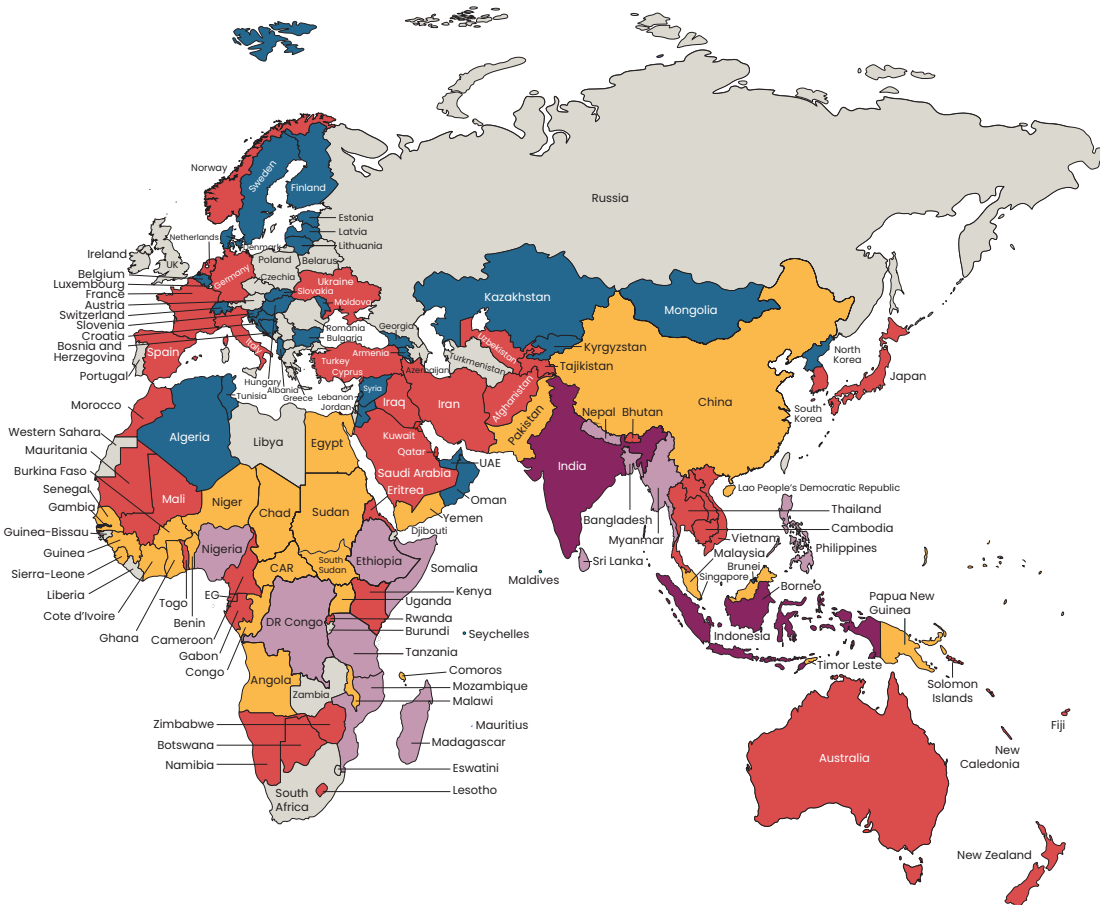 Norway
Sweden
Finland
Russia
Estonia
Latvia
Lithuania
Netherlands
Denmark
Ireland
UK
Poland
Belarus
Belgium
Germany
Czechia
Luxembourg
Ukraine
France
Slovakia
Austria
Moldova
Switzerland
Slovenia
Croatia
Romania
Bosnia and
Herzegovina
Bulagria
Georgia
Spain
Italy
Armenia
Azerbaijan
Turkey
Cyprus
Portugal
Hungary
Albania
Greece
Tunisia
Lebanon
Jordan
Syria
Kazakhstan
Mongolia
Uzbekistan
Turkmenistan
Kyrgyzstan
Tajikistan
North
Korea
Japan
South
Korea
China
Afghanistan
Pakistan
Nepal
Bhutan
India
Iran
Iraq
Kuwait
Qatar
Saudi Arabia
UAE
Oman
Yemen
Morocco
Algeria
Libya
Egypt
Western Sahara
Mauritania
Burkina Faso
Senegal
Gambia
Guinea-Bissau
Guinea
Sierra-Leone
Liberia
Cote d’Ivoire
Ghana
Togo
Benin
Cameroon
Gabon
Congo
Mali
Niger
Chad
Sudan
Eritrea
Djibouti
Nigeria
CAR
South
Sudan
Ethiopia
Somalia
EG
Kenya
Uganda
Rwanda
Burundi
DR Congo
Seychelles
Tanzania
Comoros
Angola
Zambia
Mozambique
Malawi
Zimbabwe
Mauritius
Botswana
Madagascar
Namibia
Eswatini
South
Africa
Lesotho
Lao People’s Democratic Republic
Thailand
Cambodia
Bangladesh
Myanmar
Vietnam
Philippines
Malaysia
Sri Lanka
Brunei
Singapore
Maldives
Borneo
Indonesia
Papua New
Guinea
Timor Leste
Solomon
Islands
Fiji
Australia
New
Caledonia
New Zealand